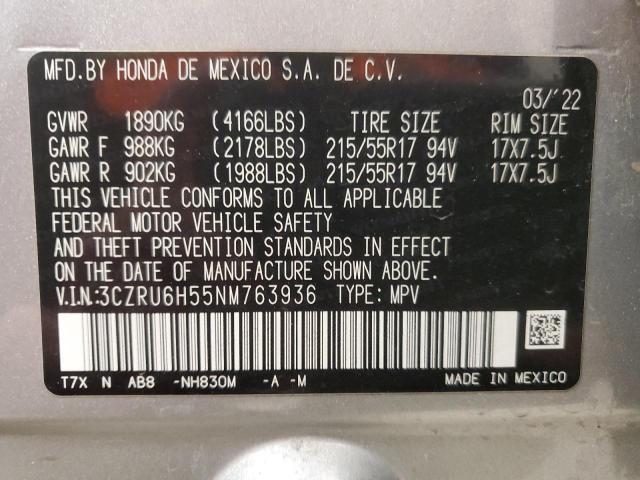 MFD.BY HONDA DE MEXICO S.A. DE C.V.
03/'22
GVWR 1890KG (4166LBS) TIRE SIZE RIM SIZE
GAWR F 988KG (2178LBS) 215/55R17 94V 17X7.5J
GAWR R 902KG (1988LBS) 215/55R17 94V 17X7.5J
THIS VEHICLE CONFORMS TO ALL APPLICABLE
FEDERAL MOTOR VEHICLE SAFETY
AND THEFT PREVENTION STANDARDS IN EFFECT
ON THE DATE OF MANUFACTURE SHOWN ABOVE.
V.I.N:3CZRU6H55NM763936 TYPE: MPV
T7X N AB8 -NH830M -A -M MADE IN MEXICO